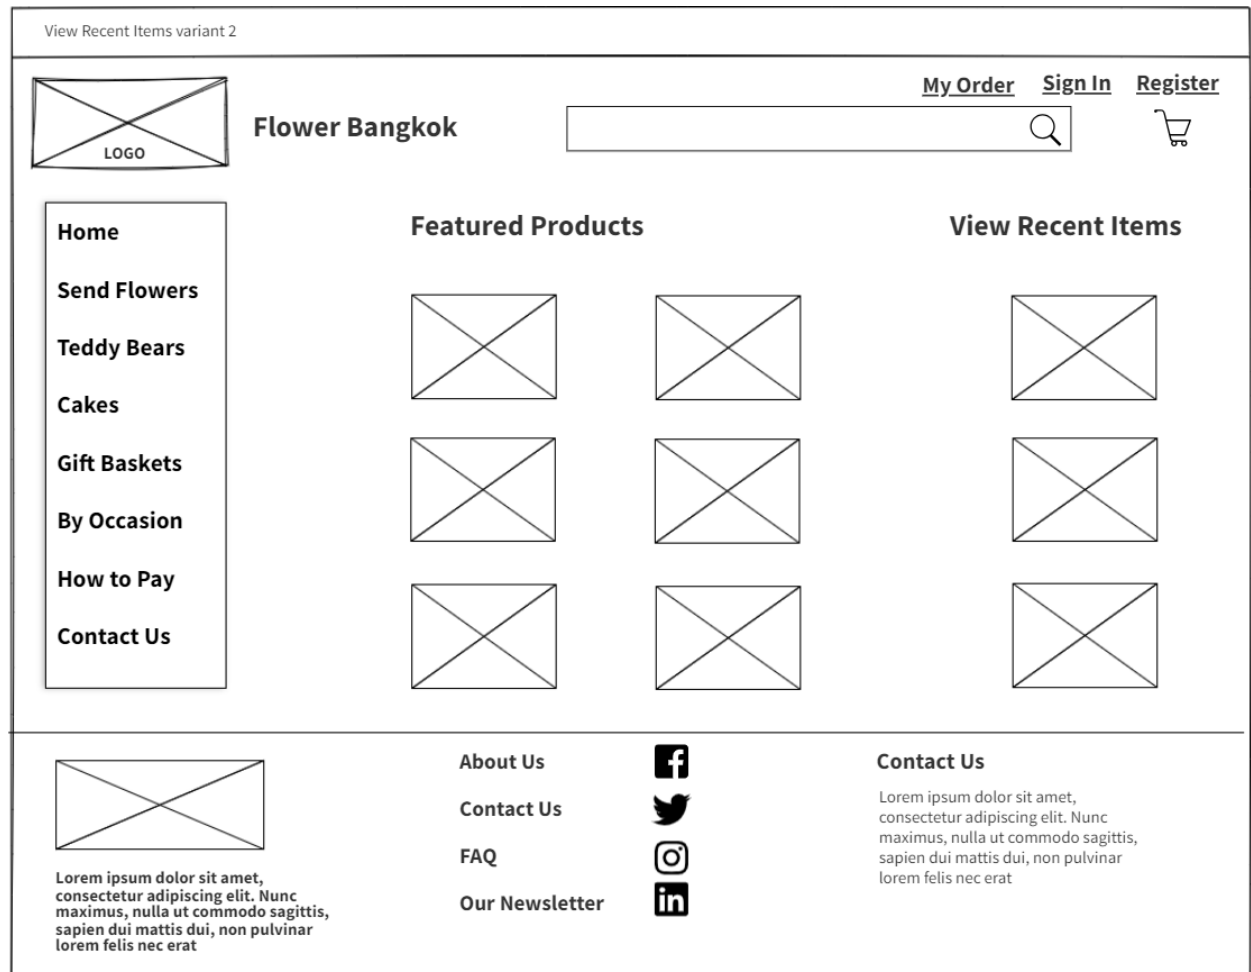 View Recent Items variant 2
My Order Sign In Register
LOGO
Flower Bangkok
Home
Send Flowers
Teddy Bears
Cakes
Gift Baskets
By Occasion
How to Pay
Contact Us
Featured Products
View Recent Items
Lorem ipsum dolor sit amet,
consectetur adipiscing elit. Nunc
maximus, nulla ut commodo sagittis,
sapien dui mattis dui, non pulvinar
lorem felis nec erat
About Us
Contact Us
FAQ
Our Newsletter
Contact Us
Lorem ipsum dolor sit amet,
consectetur adipiscing elit. Nunc
maximus, nulla ut commodo sagittis,
sapien dui mattis dui, non pulvinar
lorem felis nec erat